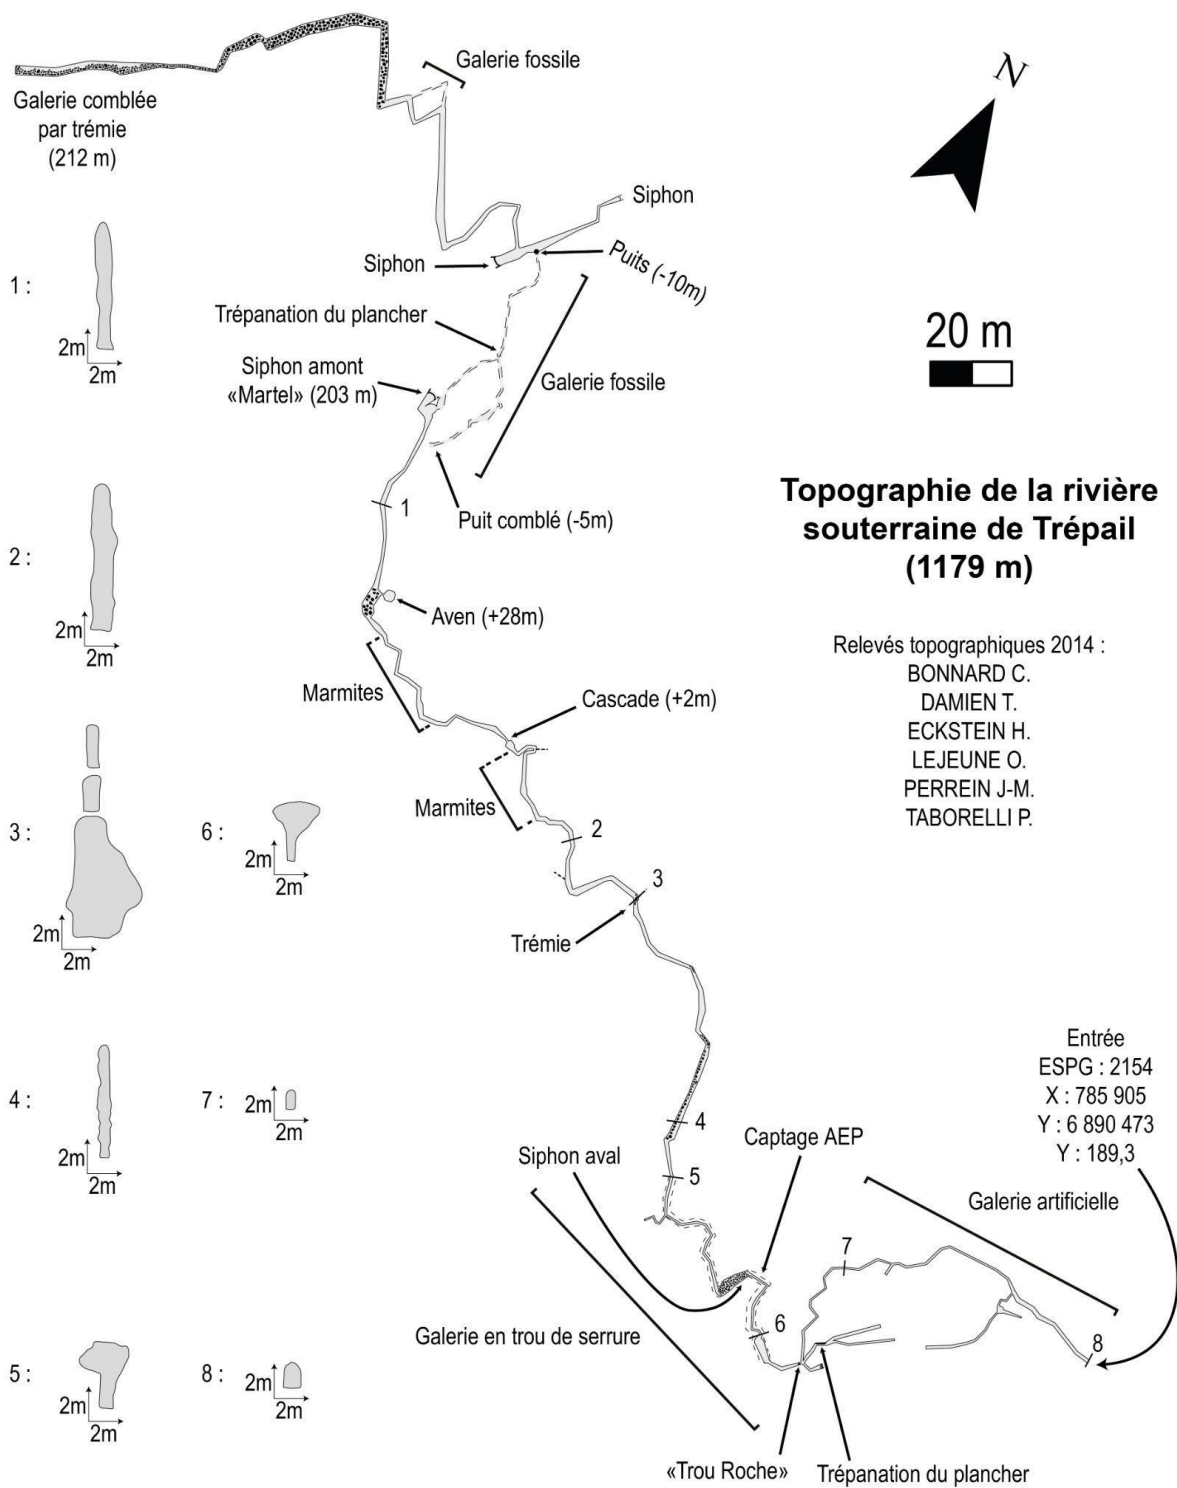 N
Galerie fossile
Galerie comblée
par trémie
(212 m)
Siphon
Siphon
Puits (-10m)
1 :
2m
2m
Trépanation du plancher
Siphon amont
«Martel» (203 m)
Galerie fossile
20 m
1
Puit comblé (-5m)
Topographie de la rivière
souterraine de Trépail
(1179 m)
2 :
2m
2m
Aven (+28m)
Relevés topographiques 2014 :
BONNARD C.
DAMIEN T.
ECKSTEIN H.
LEJEUNE O.
PERREIN J-M.
TABORELLI P.
Marmites
Cascade (+2m)
Marmites
3 :
2m
2m
6 :
2m
2m
2
3
Trémie
4 :
2m
2m
7 :
2m
2m
4
Captage AEP
Siphon aval
5
Entrée
ESPG : 2154
X : 785 905
Y : 6 890 473
Y : 189,3
Galerie artificielle
7
6
8
Galerie en trou de serrure
5 :
2m
2m
8 :
2m
2m
«Trou Roche»
Trépanation du plancher